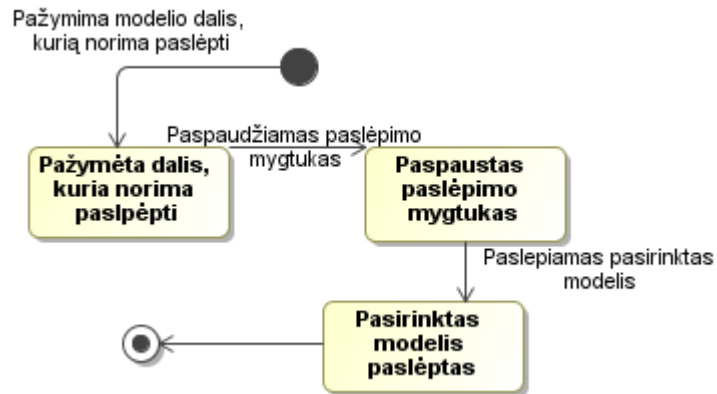 Pažymima modelio dalis,
kurią norima paslėpti
Paspaudžiamas paslėpimo
mygtukas
Pažymėta dalis,
kuria norima
paslpėpti
Paspaustas
paslėpimo
mygtukas
Paslepiamas pasirinktas
modelis
Pasirinktas
modelis
paslėptas